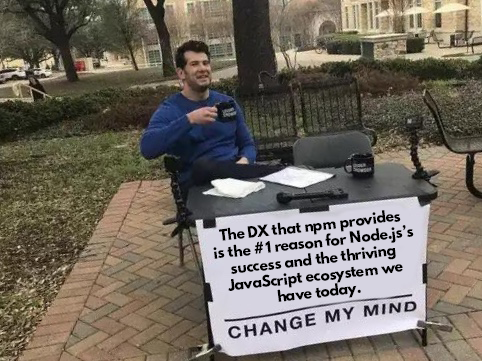 The DX that npm provides
is the #1 reason for Node.js's
success and the thriving
JavaScript ecosystem we
have today.
CHANGE MY MIND